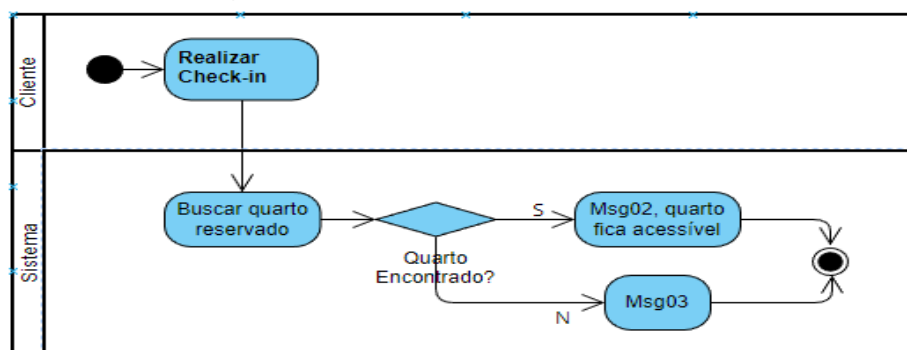 Cliente
Realizar
Check-in
Sistema
Buscar quarto
reservado
Quarto
Encontrado?
S
Msg02, quarto
fica acessível
N
Msg03